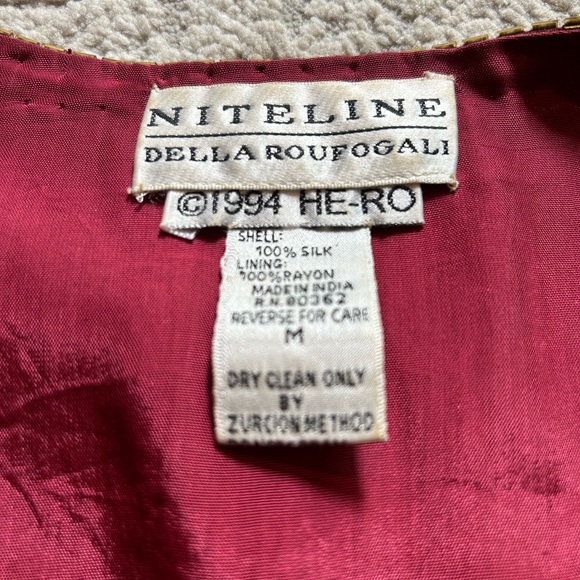 NITELINE
DELLA ROUFOGALI
©1994 HE-RO
SHELL:
100% SILK
LINING:
100% RAYON
MADE IN INDIA
R.N. 80362
REVERSE FOR CARE
M
DRY CLEAN ONLY
BY
ZURCION METHOD